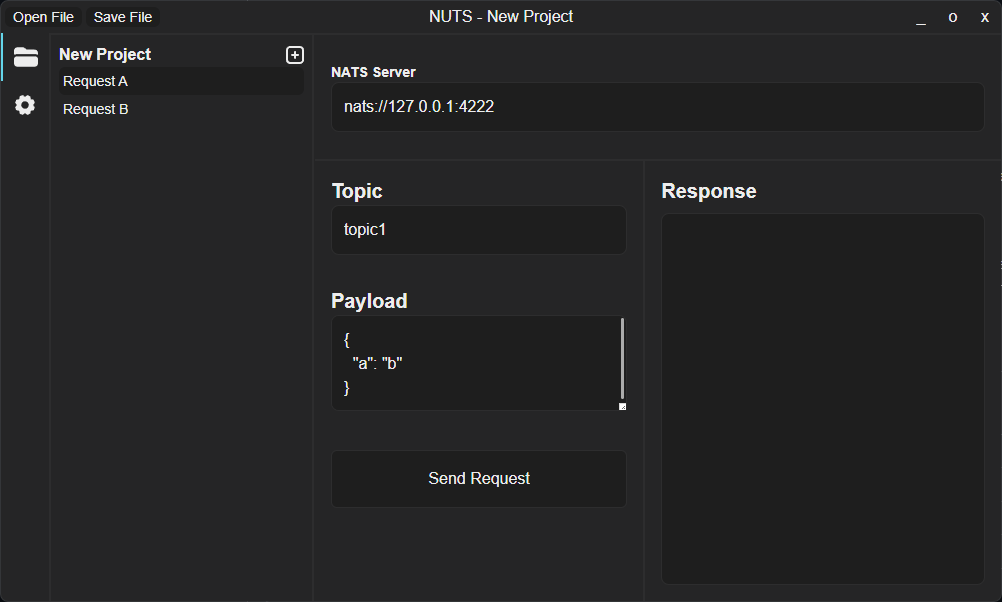 Open File Save File NUTS - New Project _ o x
New Project
Request A
Request B
NATS Server
nats://127.0.0.1:4222
Topic
topic1
Payload
{
  "a": "b"
}
Send Request
Response